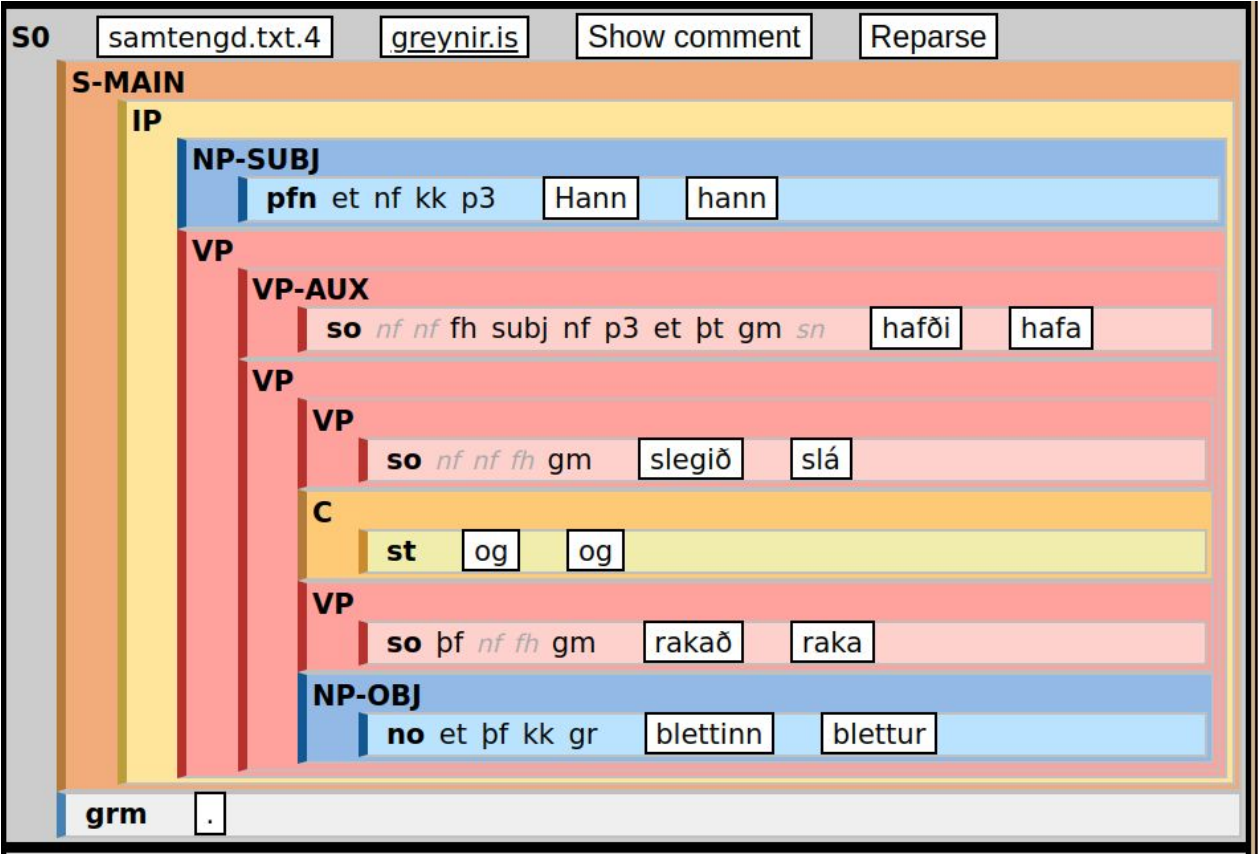 S0 samtengd.txt.4 greynir.is Show comment Reparse
S-MAIN
IP
NP-SUBJ
pfn et nf kk p3 Hann hann
VP
VP-AUX
so nf nf fh subj nf p3 et þt gm sn hafði hafa
VP
VP
so nf nf fh gm slegið slá
C
st og og
VP
so þf nf fh gm rakað raka
NP-OBJ
no et þf kk gr blettinn blettur
grm .